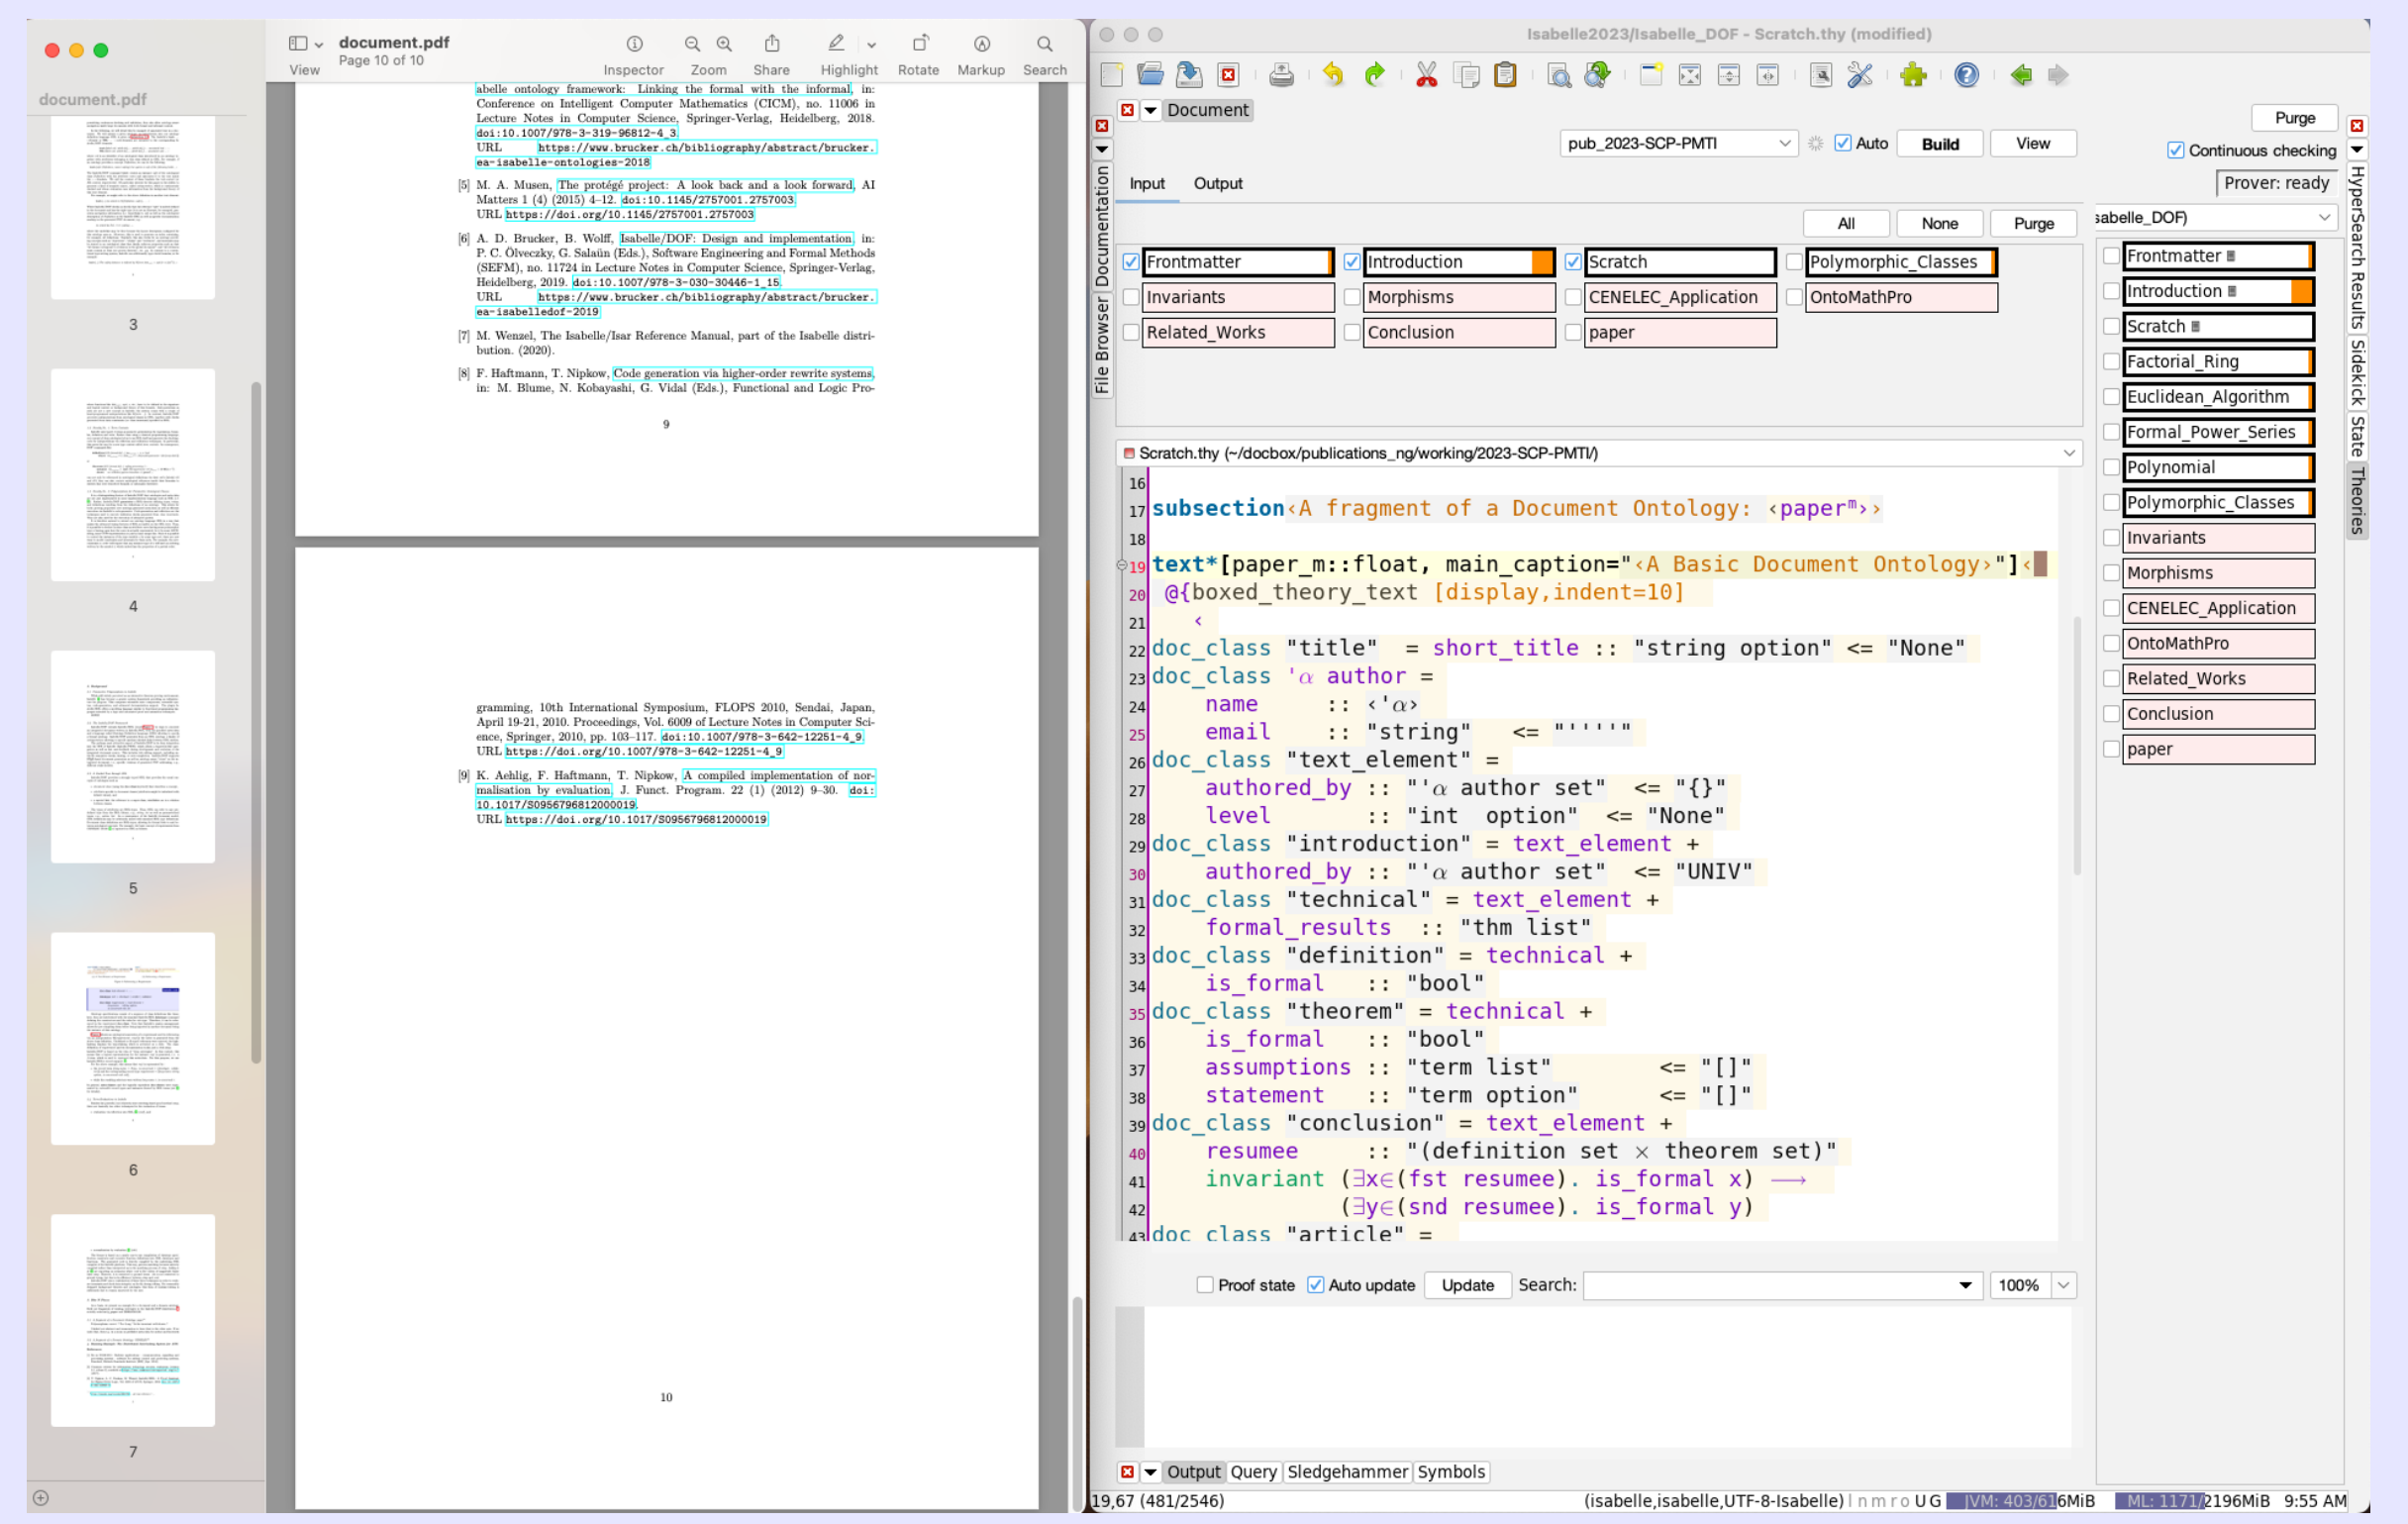 document.pdf
View
document.pdf
Page 10 of 10
Inspector
Zoom
Share
Highlight
Rotate
Markup
Search
3
4
5
6
7
abelle ontology framework: Linking the formal with the informal, in:
Conference on Intelligent Computer Mathematics (CICM), no. 11006 in
Lecture Notes in Computer Science, Springer-Verlag, Heidelberg, 2018.
doi:10.1007/978-3-319-96812-4_3.
URL https://www.brucker.ch/bibliography/abstract/brucker.
ea-isabelle-ontologies-2018
[5] M. A. Musen, The protégé project: A look back and a look forward, AI
Matters 1 (4) (2015) 4–12. doi:10.1145/2757001.2757003.
URL https://doi.org/10.1145/2757001.2757003
[6] A. D. Brucker, B. Wolff, Isabelle/DOF: Design and implementation, in:
P. C. Ölveczky, G. Salaün (Eds.), Software Engineering and Formal Methods
(SEFM), no. 11724 in Lecture Notes in Computer Science, Springer-Verlag,
Heidelberg, 2019. doi:10.1007/978-3-030-30446-1_15.
URL https://www.brucker.ch/bibliography/abstract/brucker.
ea-isabelledof-2019
[7] M. Wenzel, The Isabelle/Isar Reference Manual, part of the Isabelle distri-
bution. (2020).
[8] F. Haftmann, T. Nipkow, Code generation via higher-order rewrite systems,
in: M. Blume, N. Kobayashi, G. Vidal (Eds.), Functional and Logic Pro-
9
gramming, 10th International Symposium, FLOPS 2010, Sendai, Japan,
April 19-21, 2010. Proceedings, Vol. 6009 of Lecture Notes in Computer Sci-
ence, Springer, 2010, pp. 103–117. doi:10.1007/978-3-642-12251-4_9.
URL https://doi.org/10.1007/978-3-642-12251-4_9
[9] K. Aehlig, F. Haftmann, T. Nipkow, A compiled implementation of nor-
malisation by evaluation, J. Funct. Program. 22 (1) (2012) 9–30. doi:
10.1017/S0956796812000019.
URL https://doi.org/10.1017/S0956796812000019
10
Isabelle2023/Isabelle_DOF - Scratch.thy (modified)
Document
pub_2023-SCP-PMTI
Auto
Build
View
Input
Output
All
None
Purge
Frontmatter
Introduction
Scratch
Polymorphic_Classes
Invariants
Morphisms
CENELEC_Application
OntoMathPro
Related_Works
Conclusion
paper
Documentation
File Browser
Scratch.thy (~/docbox/publications_ng/working/2023-SCP-PMTI/)
16
17 subsection‹A fragment of a Document Ontology: ‹paperᵐ››
18
19 text*[paper_m::float, main_caption="‹A Basic Document Ontology›"]‹
20 @{boxed_theory_text [display,indent=10]
21 ‹
22 doc_class "title" = short_title :: "string option" <= "None"
23 doc_class 'α author =
24 name :: ‹'α›
25 email :: "string" <= "''''"
26 doc_class "text_element" =
27 authored_by :: "'α author set" <= "{}"
28 level :: "int option" <= "None"
29 doc_class "introduction" = text_element +
30 authored_by :: "'α author set" <= "UNIV"
31 doc_class "technical" = text_element +
32 formal_results :: "thm list"
33 doc_class "definition" = technical +
34 is_formal :: "bool"
35 doc_class "theorem" = technical +
36 is_formal :: "bool"
37 assumptions :: "term list" <= "[]"
38 statement :: "term option" <= "[]"
39 doc_class "conclusion" = text_element +
40 resumee :: "(definition set × theorem set)"
41 invariant (∃x∈(fst resumee). is_formal x) ⟶
42 (∃y∈(snd resumee). is_formal y)
43 doc_class "article" =
Proof state
Auto update
Update
Search:
100%
Output
Query
Sledgehammer
Symbols
19,67 (481/2546)
(isabelle,isabelle,UTF-8-Isabelle) l n m r o U G
JVM: 403/616MiB
ML: 1171/2196MiB
9:55 AM
Purge
Continuous checking
Prover: ready
sabelle_DOF)
Frontmatter
Introduction
Scratch
Factorial_Ring
Euclidean_Algorithm
Formal_Power_Series
Polynomial
Polymorphic_Classes
Invariants
Morphisms
CENELEC_Application
OntoMathPro
Related_Works
Conclusion
paper
HyperSearch Results
Sidekick
State
Theories